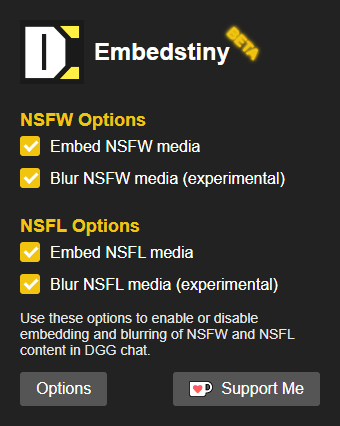 Embedstiny
BETA
NSFW Options
Embed NSFW media
Blur NSFW media (experimental)
NSFL Options
Embed NSFL media
Blur NSFL media (experimental)
Use these options to enable or disable
embedding and blurring of NSFW and NSFL
content in DGG chat.
Options
Support Me